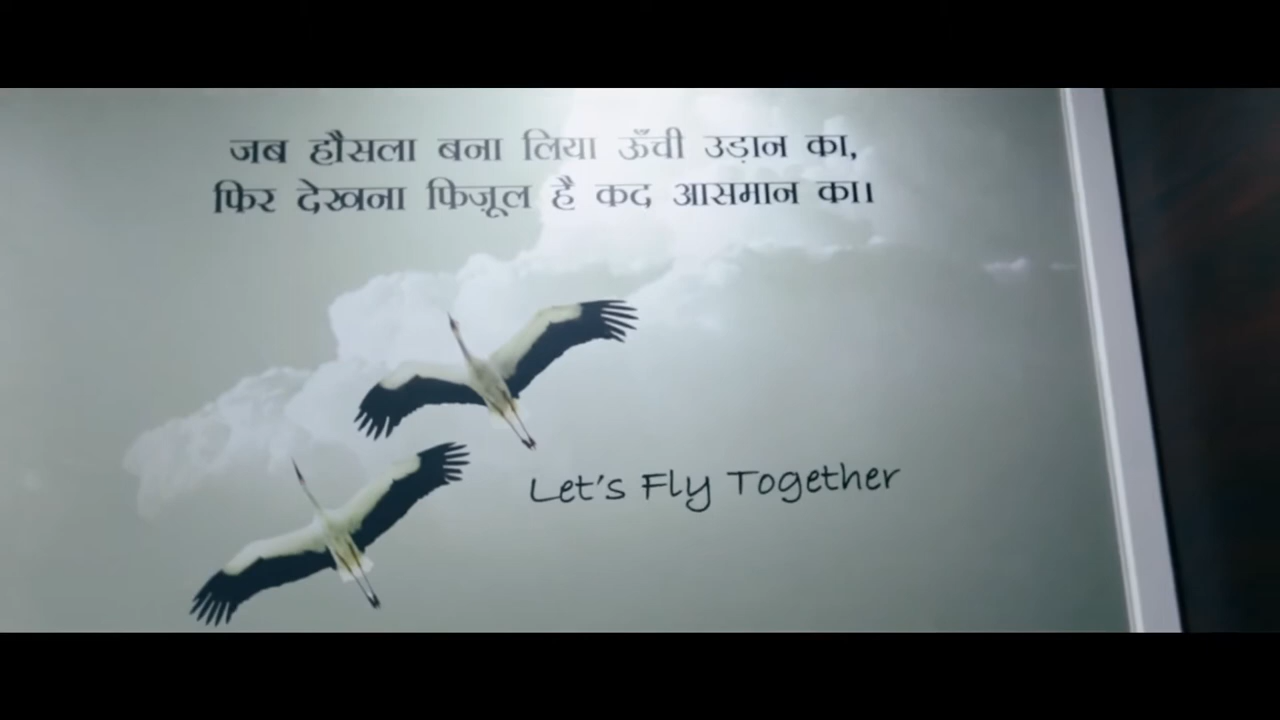 जब हौसला बना लिया ऊँची उड़ान का,
फिर देखना फिज़ूल है कद आसमान का।
Let's Fly Together